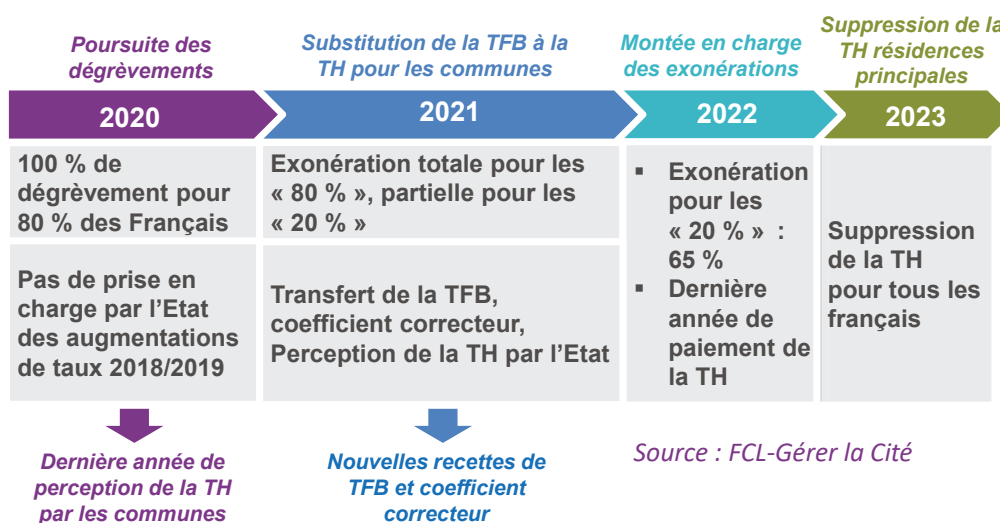 Poursuite des
dégrèvements
Substitution de la TFB à la
TH pour les communes
Montée en charge
des exonérations
Suppression de la
TH résidences
principales
2020
2021
2022
2023
100 % de
dégrèvement pour
80 % des Français
Pas de prise en
charge par l’Etat
des augmentations
de taux 2018/2019
Exonération totale pour les
« 80 % », partielle pour les
« 20 % »
Transfert de la TFB,
coefficient correcteur,
Perception de la TH par l’Etat
▪ Exonération
pour les
« 20 % » :
65 %
▪ Dernière
année de
paiement de
la TH
Suppression
de la TH
pour tous les
français
Dernière année de
perception de la TH
par les communes
Nouvelles recettes de
TFB et coefficient
correcteur
Source : FCL-Gérer la Cité